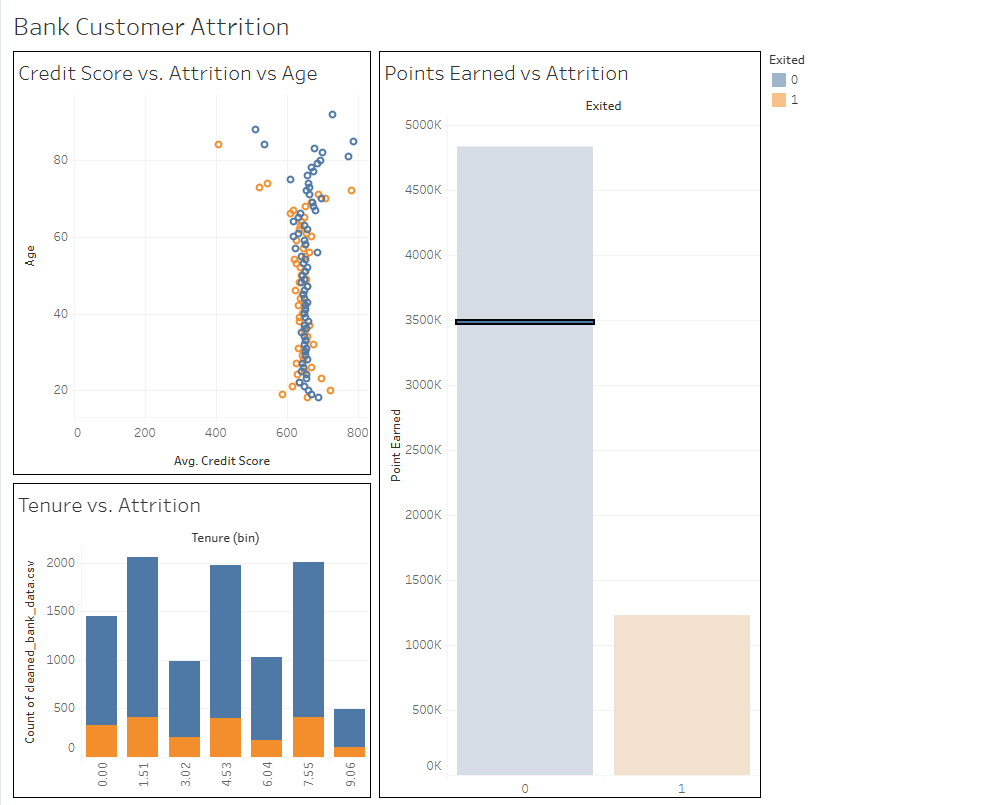 Bank Customer Attrition
Credit Score vs. Attrition vs Age
80
60
40
20
Age
0 200 400 600 800
Avg. Credit Score
Tenure vs. Attrition
Tenure (bin)
2000
1500
1000
500
0
Count of cleaned_bank_data.csv
0.00 1.51 3.02 4.53 6.04 7.55 9.06
Points Earned vs Attrition
Exited
5000K
4500K
4000K
3500K
3000K
2500K
2000K
1500K
1000K
500K
0K
Point Earned
0 1
Exited
0
1